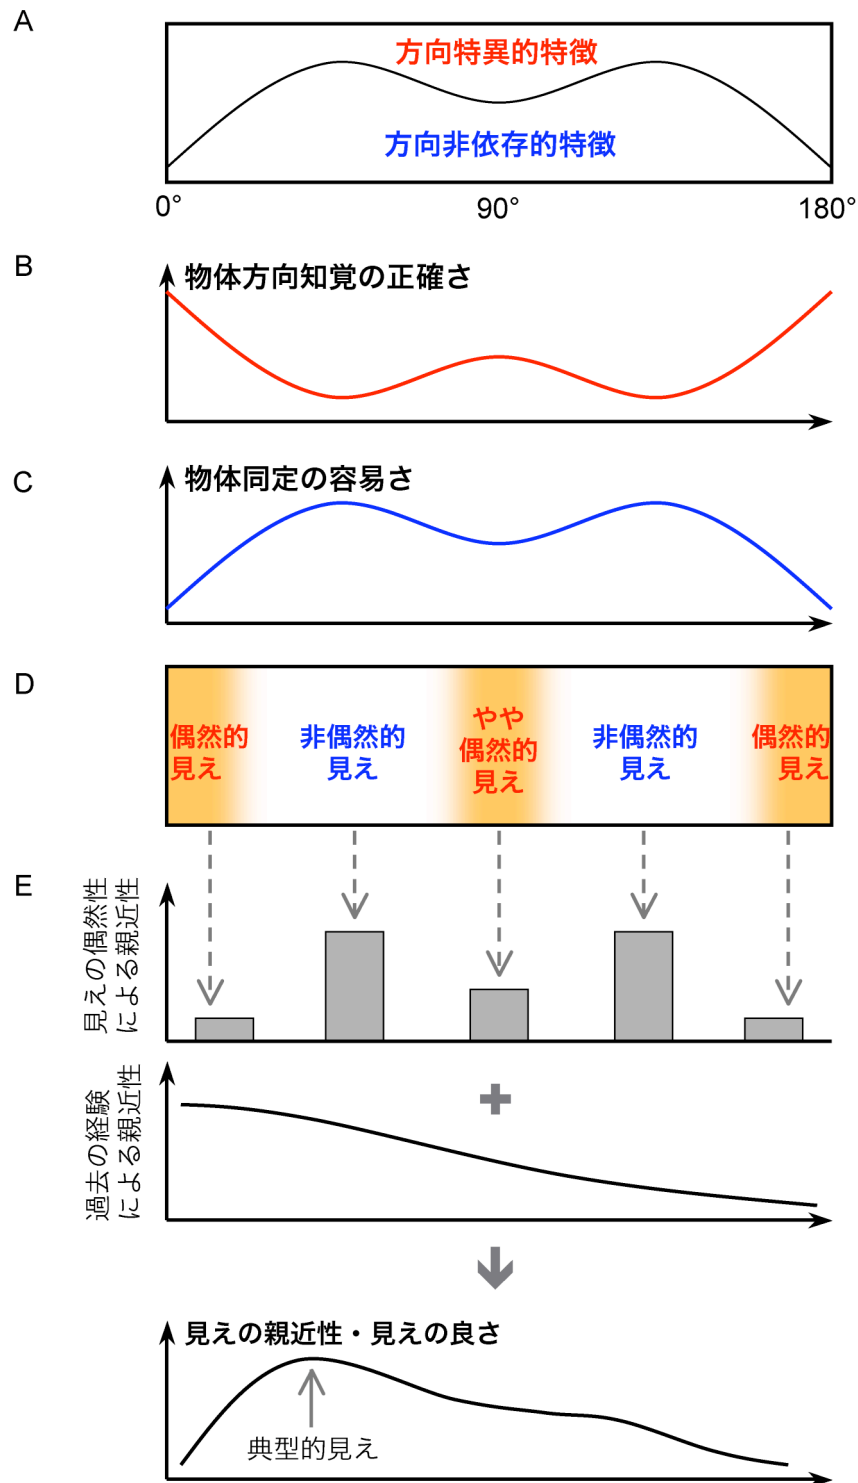 A
方向特異的特徴
方向非依存的特徴
0°
90°
180°
B
物体方向知覚の正確さ
C
物体同定の容易さ
D
偶然的
見え
非偶然的
見え
やや
偶然的
見え
非偶然的
見え
偶然的
見え
E
見えの偶然性
による親近性
過去の経験
による親近性
見えの親近性・見えの良さ
典型的見え